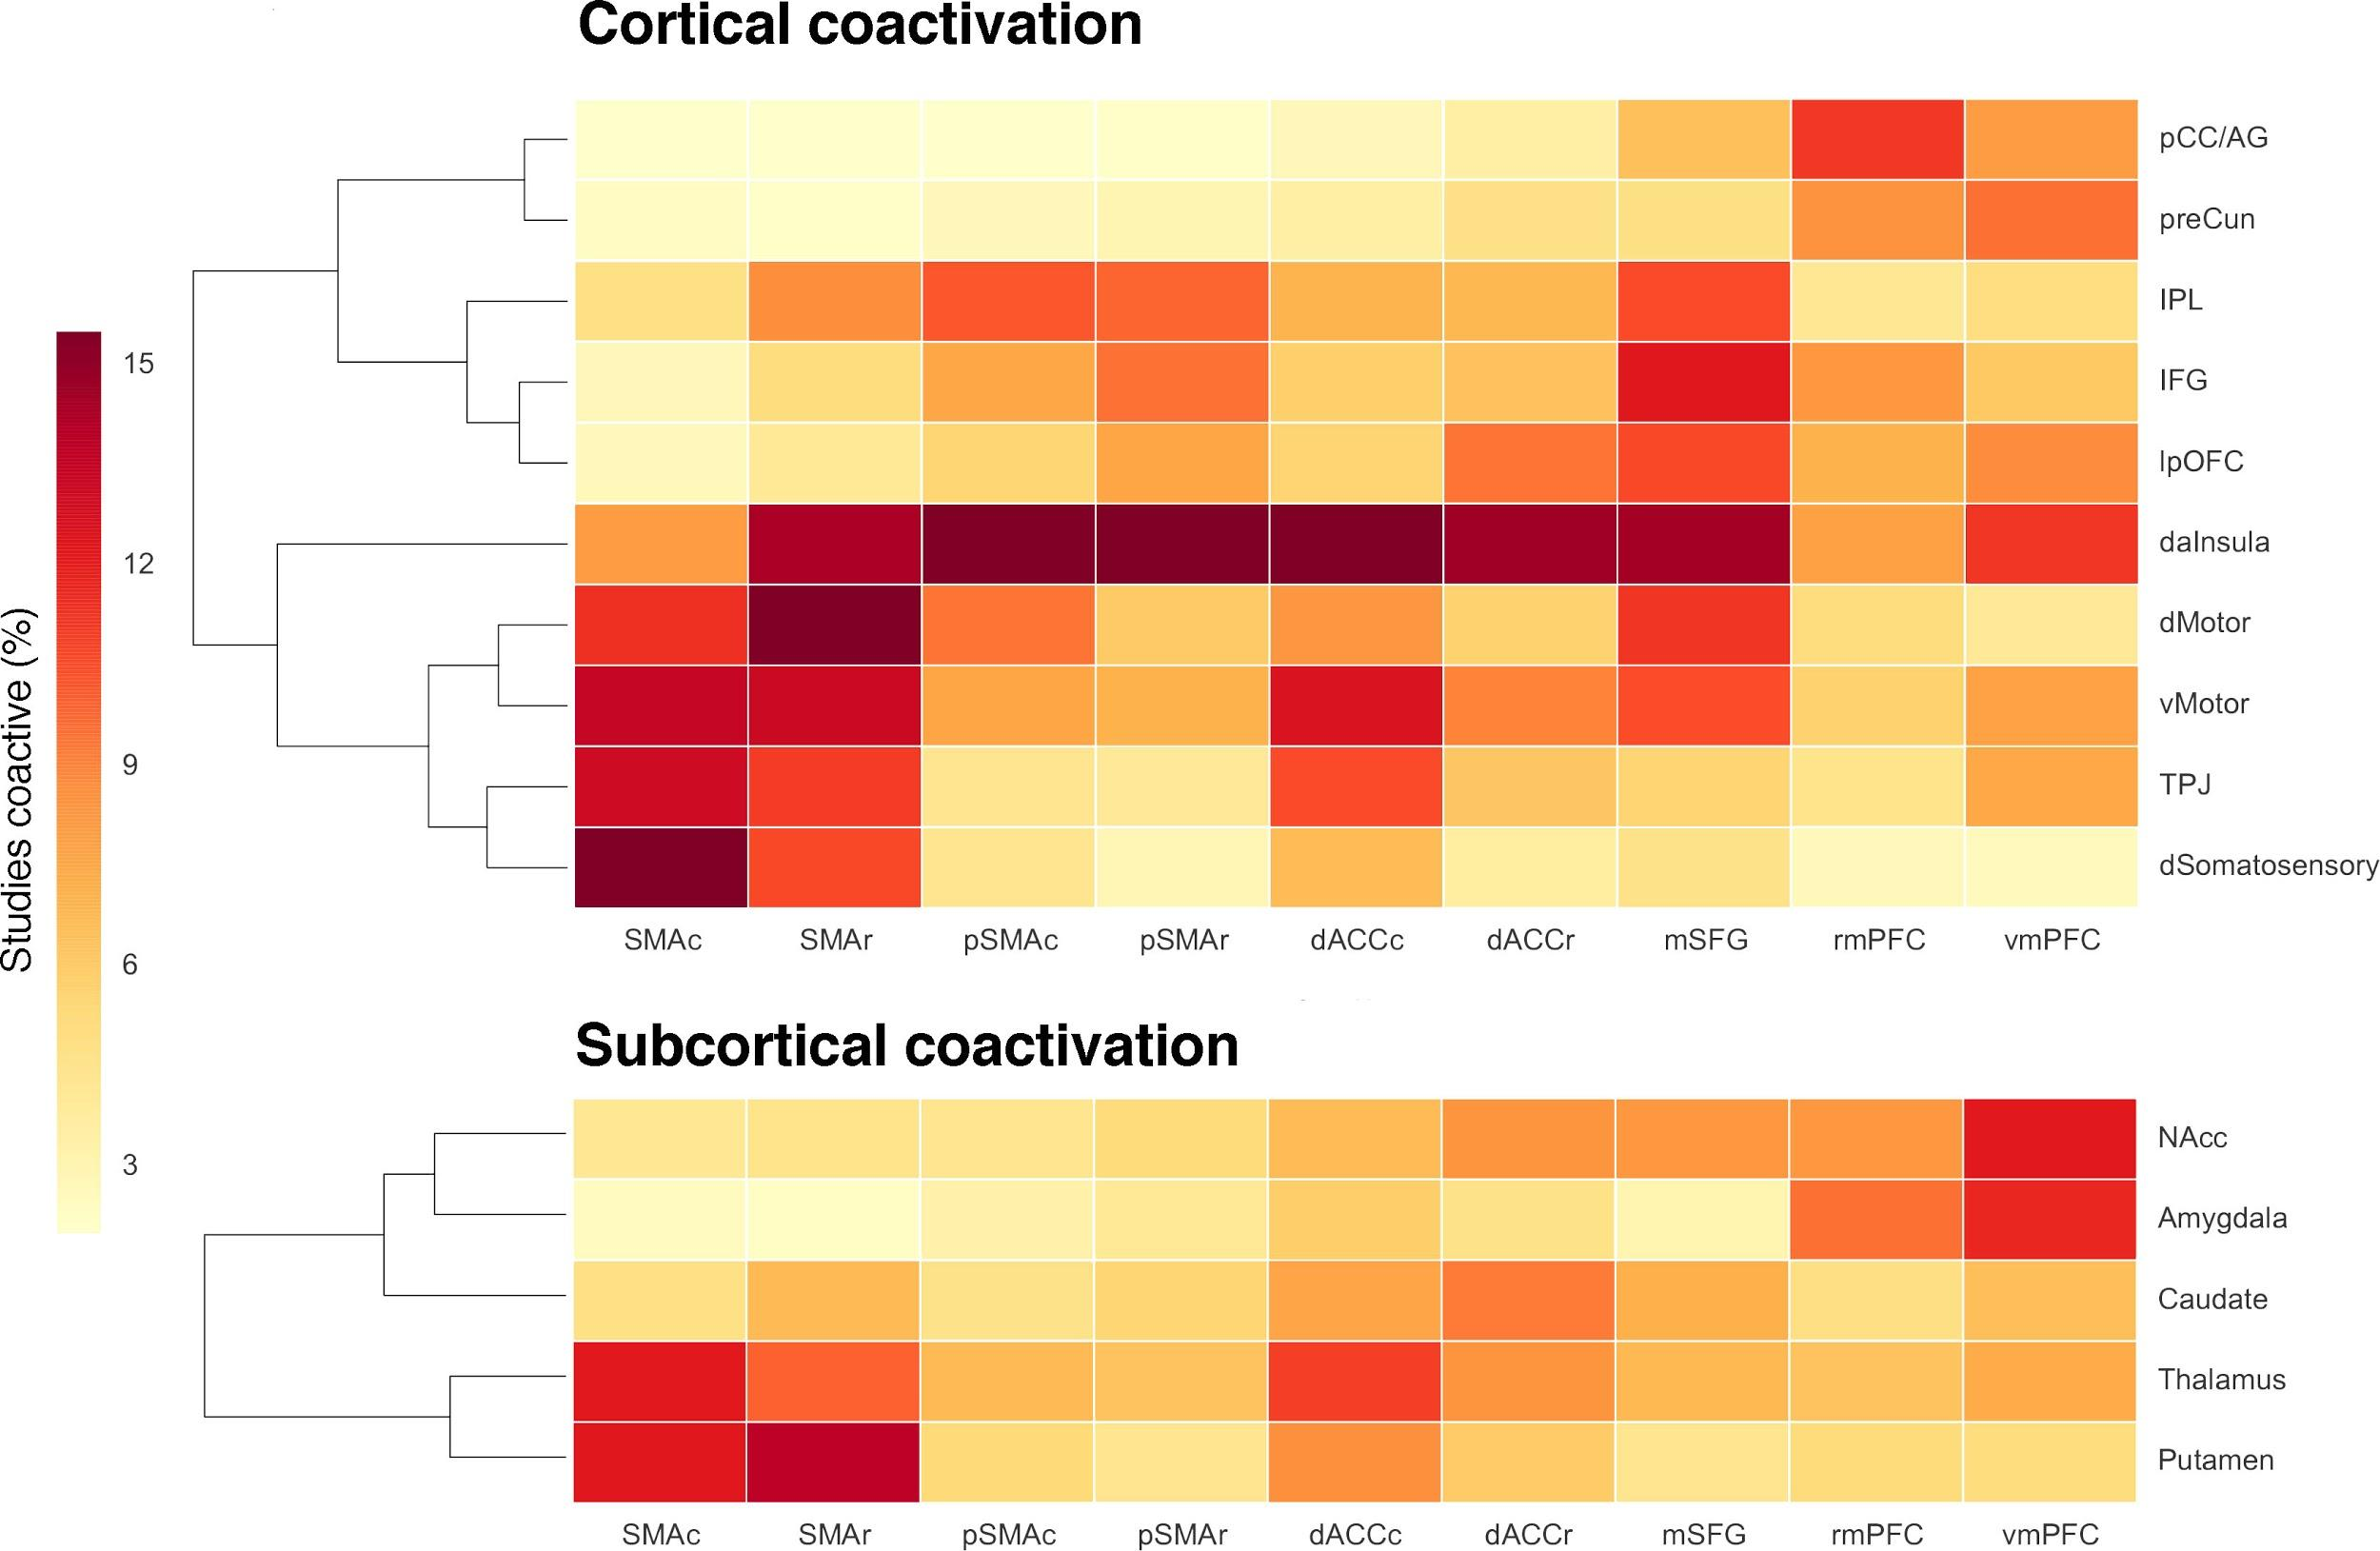 Cortical coactivation
pCC/AG
preCun
IPL
IFG
lpOFC
daInsula
dMotor
vMotor
TPJ
dSomatosensory
SMAc SMAr pSMAc pSMAr dACCc dACCr mSFG rmPFC vmPFC
Studies coactive (%)
15
12
9
6
3
Subcortical coactivation
NAcc
Amygdala
Caudate
Thalamus
Putamen
SMAc SMAr pSMAc pSMAr dACCc dACCr mSFG rmPFC vmPFC